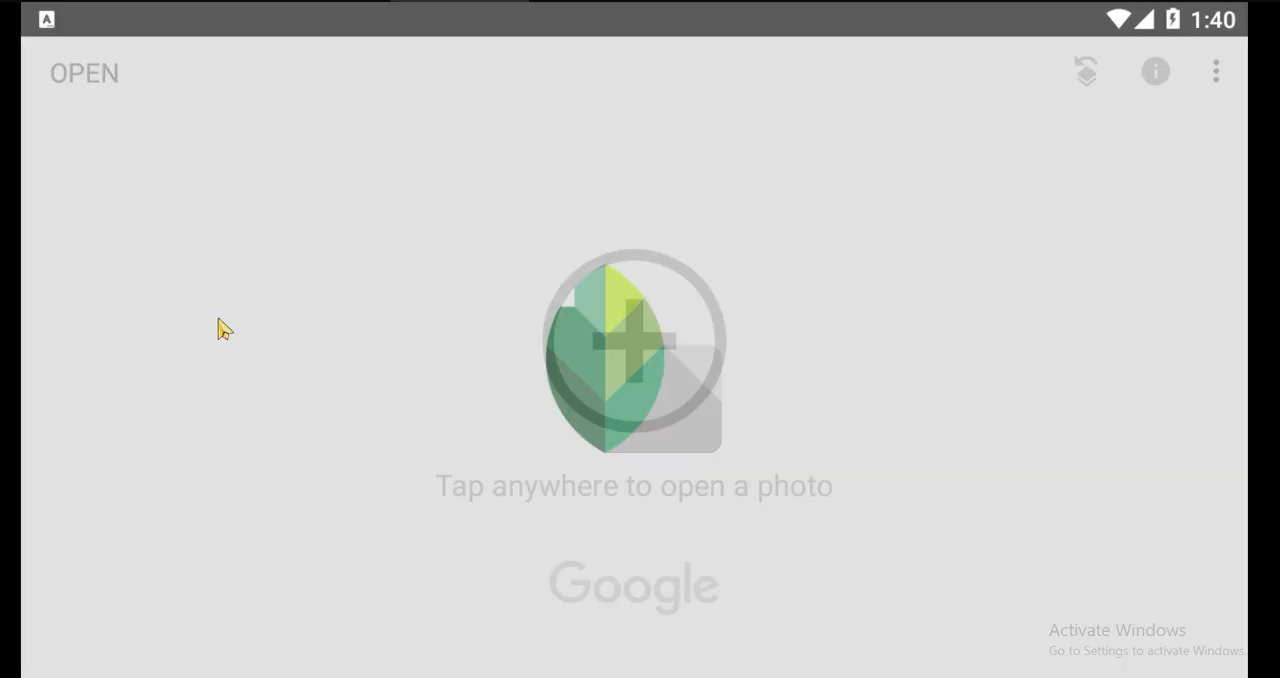 A
1:40
OPEN
Tap anywhere to open a photo
Google
Activate Windows
Go to Settings to activate Windows.